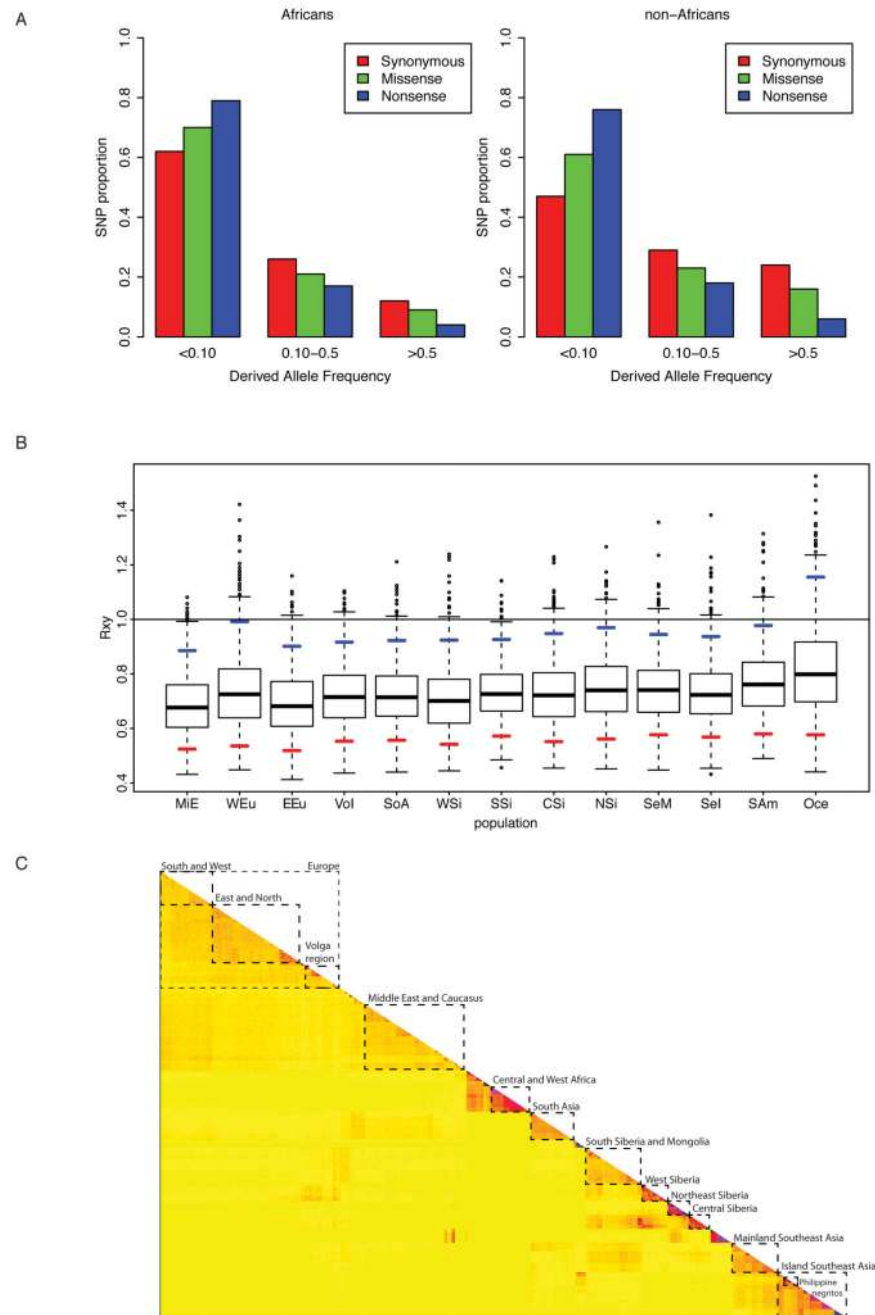 A
Africans
non-Africans
SNP proportion
0.0 0.2 0.4 0.6 0.8 1.0
Synonymous
Missense
Nonsense
<0.10 0.10-0.5 >0.5
Derived Allele Frequency
SNP proportion
0.0 0.2 0.4 0.6 0.8 1.0
Synonymous
Missense
Nonsense
<0.10 0.10-0.5 >0.5
Derived Allele Frequency
B
Rxy
0.4 0.6 0.8 1.0 1.2 1.4
MiE WEu EEu Vol SoA WSi SSi CSi NSi SeM SeI SAm Oce
population
C
South and West
Europe
East and North
Volga
region
Middle East and Caucasus
Central and West Africa
South Asia
South Siberia and Mongolia
West Siberia
Northeast Siberia
Central Siberia
Mainland Southeast Asia
Island Southeast Asia
Philippine
negritos